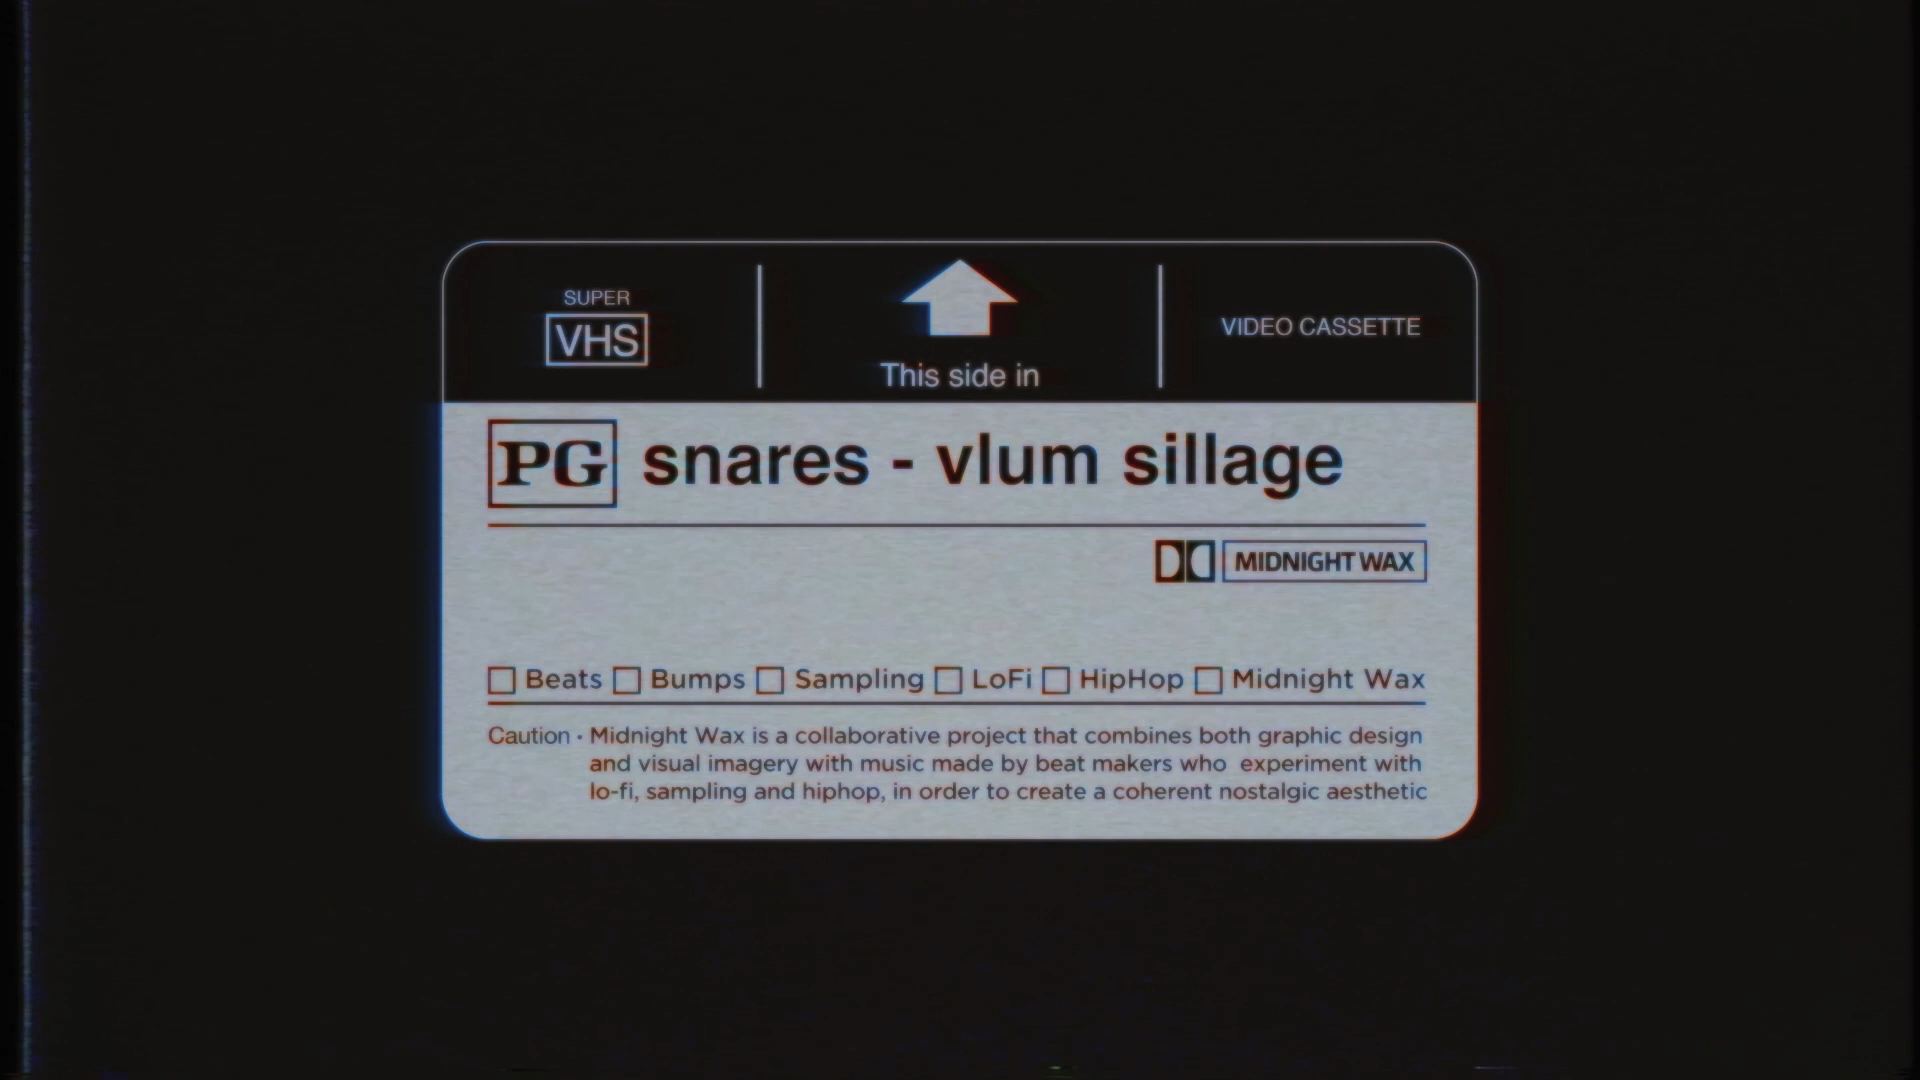 SUPER
VHS
This side in
VIDEO CASSETTE
PG snares - vlum sillage
MIDNIGHT WAX
Beats Bumps Sampling LoFi HipHop Midnight Wax
Caution • Midnight Wax is a collaborative project that combines both graphic design
and visual imagery with music made by beat makers who experiment with
lo-fi, sampling and hiphop, in order to create a coherent nostalgic aesthetic